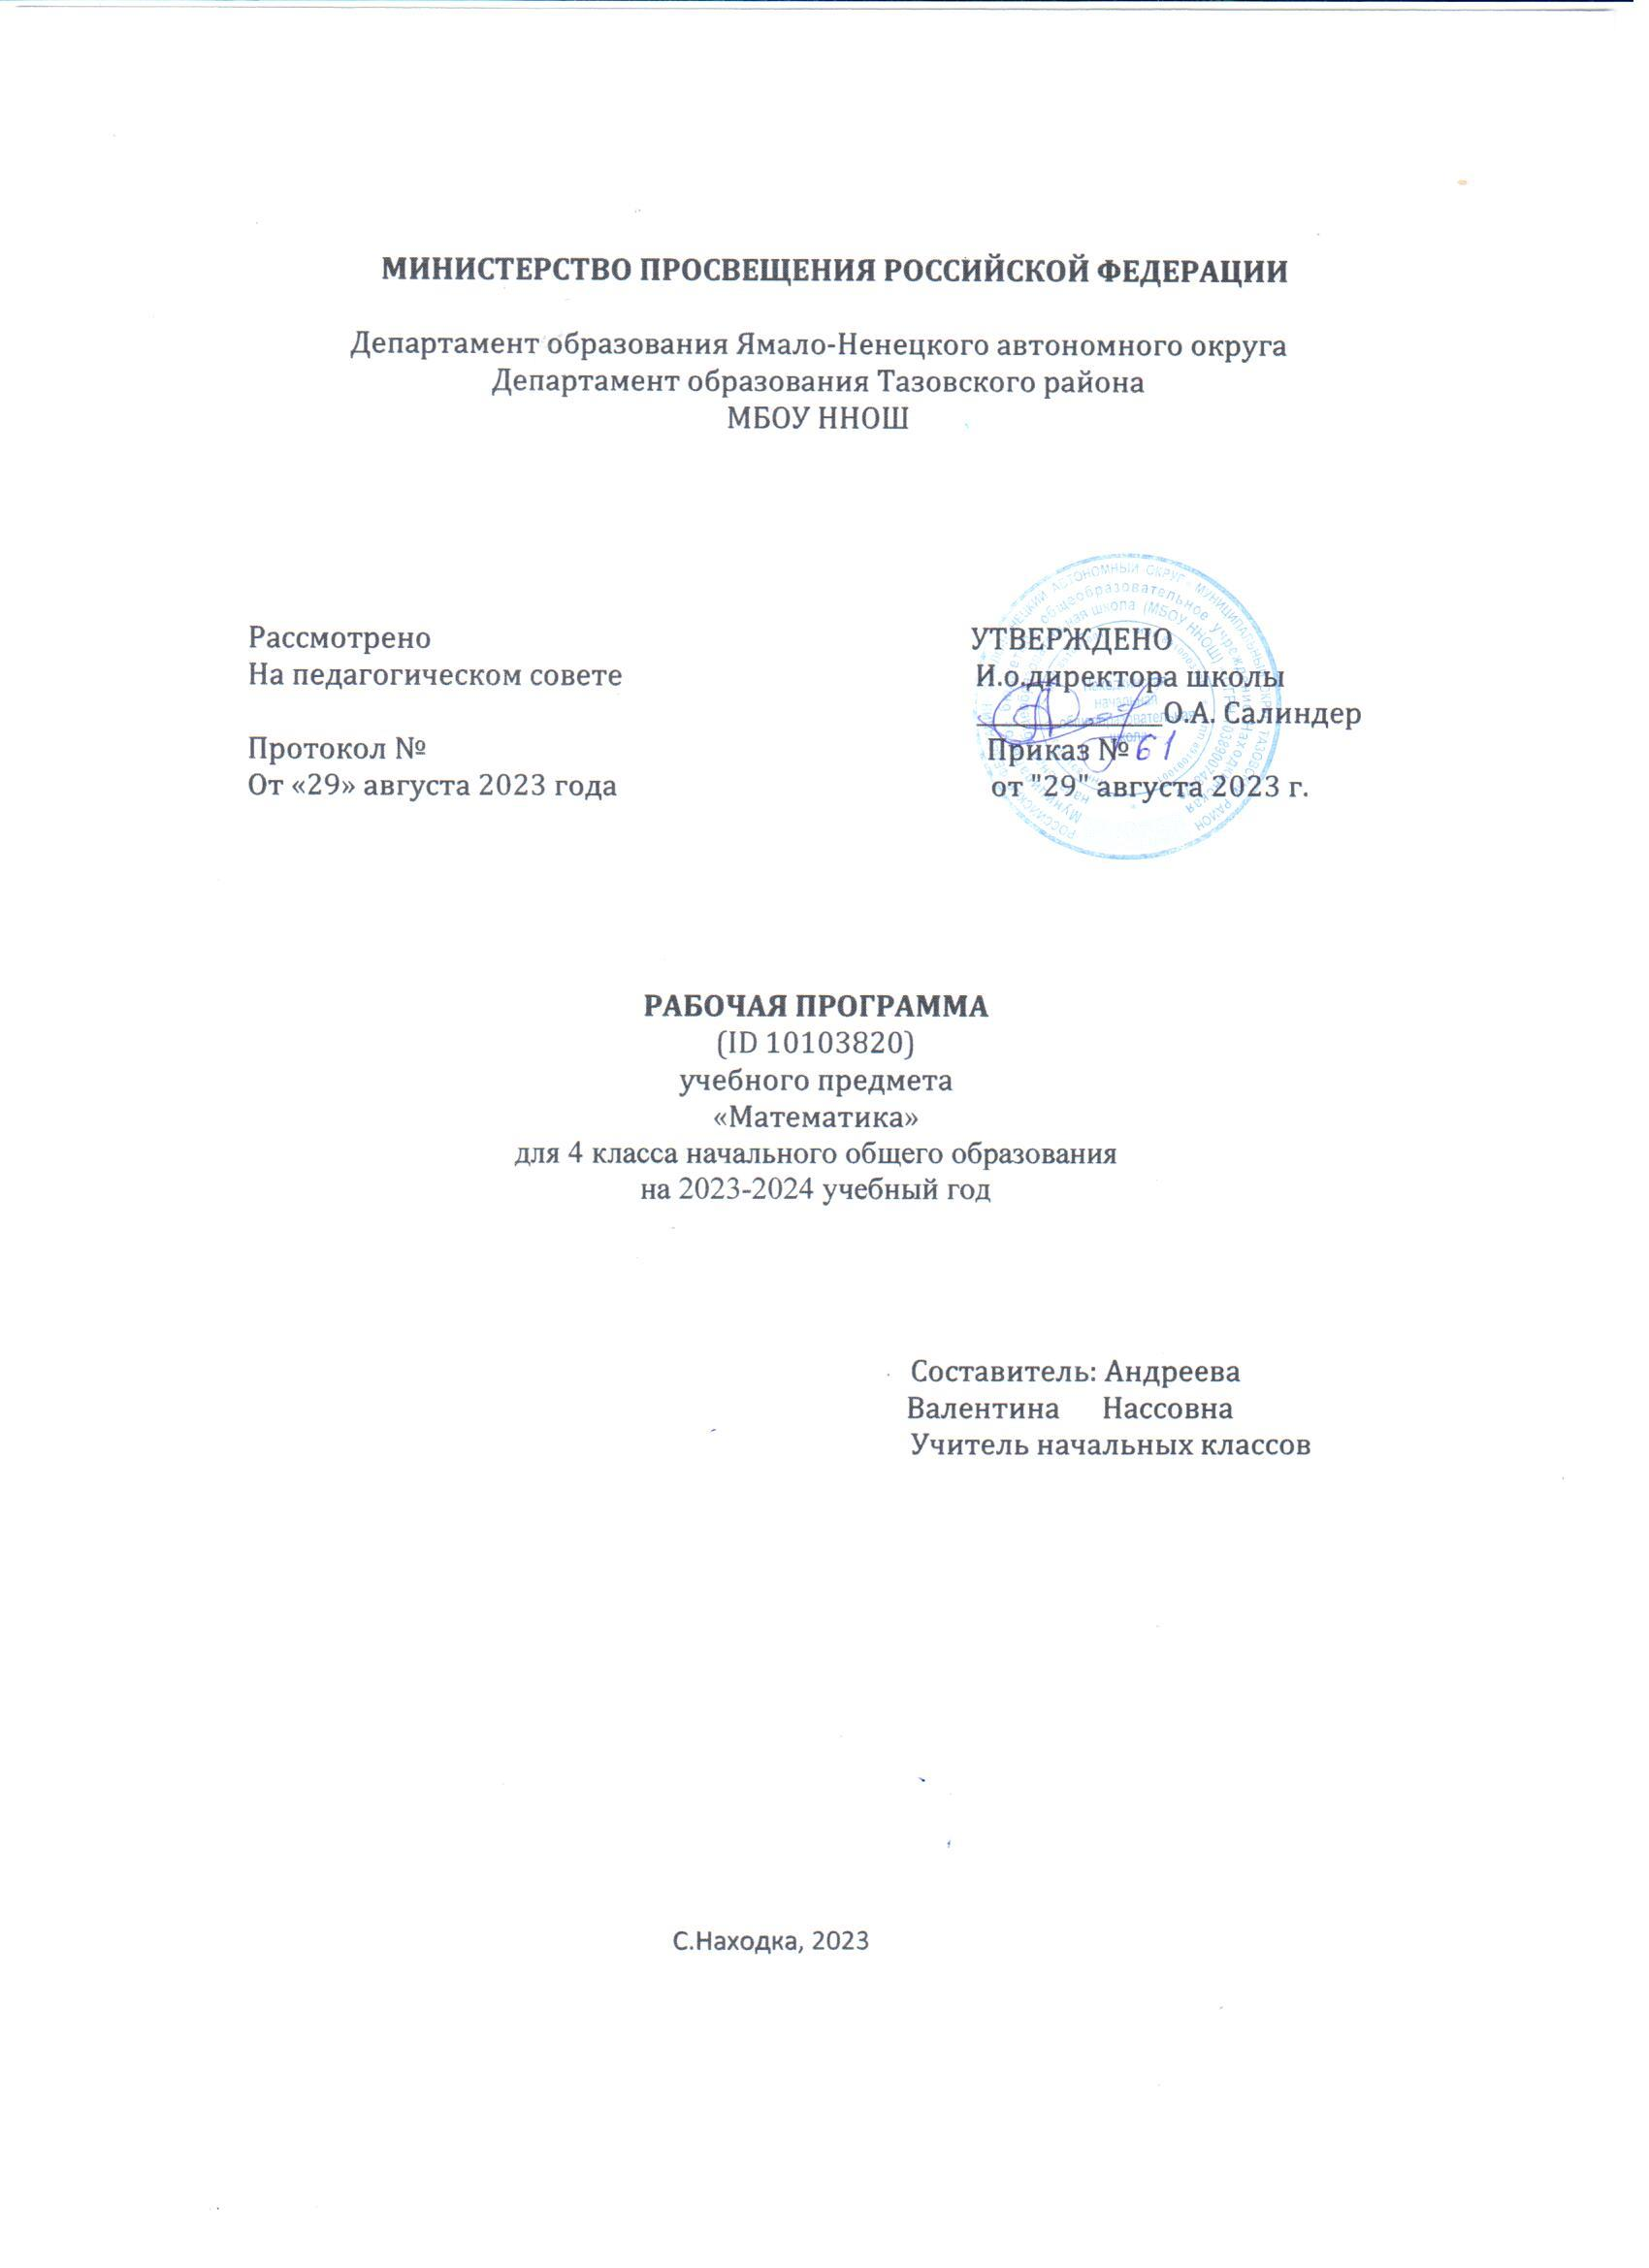 МИНИСТЕРСТВО ПРОСВЕЩЕНИЯ РОССИЙСКОЙ ФЕДЕРАЦИИ
Департамент образования Ямало-Ненецкого автономного округа
Департамент образования Тазовского района
МБОУ ННОШ
Рассмотрено
На педагогическом совете
Протокол №
От «29» августа 2023 года
УТВЕРЖДЕНО
И.о.директора школы
О.А. Салиндер
Приказ № 61
от "29" августа 2023 г.
РАБОЧАЯ ПРОГРАММА
(ID 10103820)
учебного предмета
«Математика»
для 4 класса начального общего образования
на 2023-2024 учебный год
Составитель: Андреева
Валентина Нассовна
Учитель начальных классов
С.Находка, 2023